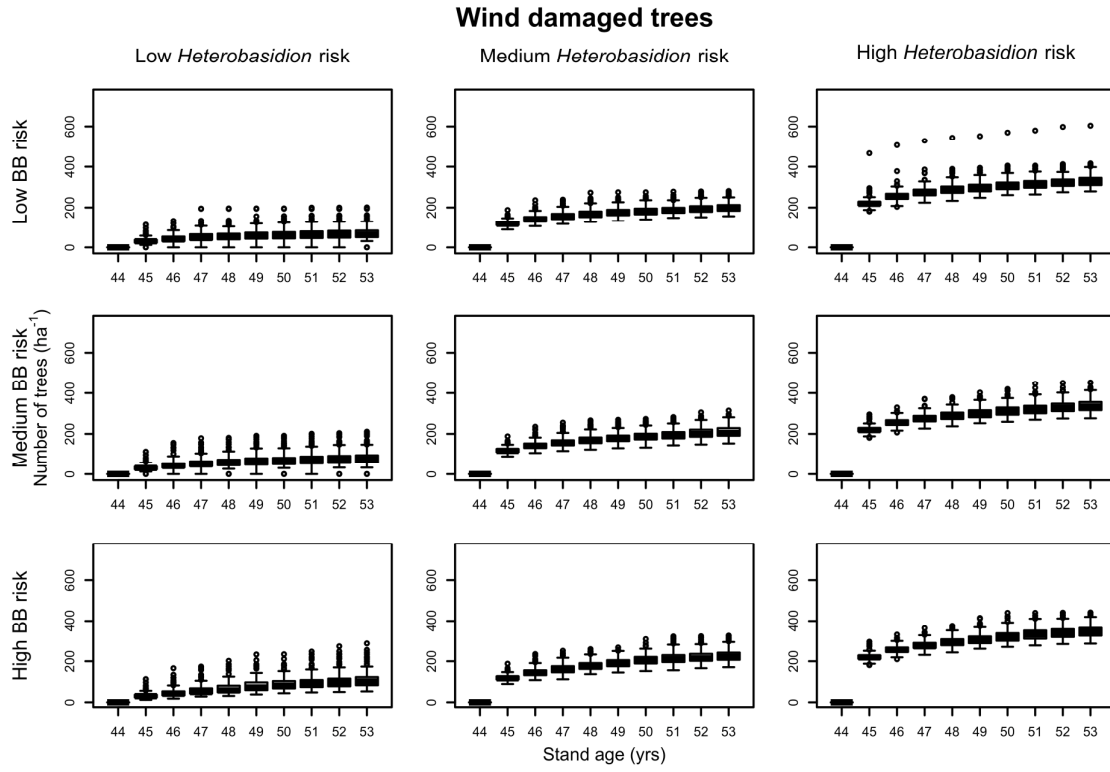 Wind damaged trees
Low Heterobasidion risk
Medium Heterobasidion risk
High Heterobasidion risk
Low BB risk
0 200 400 600
44 45 46 47 48 49 50 51 52 53
0 200 400 600
44 45 46 47 48 49 50 51 52 53
0 200 400 600
44 45 46 47 48 49 50 51 52 53
Medium BB risk
Number of trees (ha⁻¹)
0 200 400 600
44 45 46 47 48 49 50 51 52 53
0 200 400 600
44 45 46 47 48 49 50 51 52 53
0 200 400 600
44 45 46 47 48 49 50 51 52 53
High BB risk
0 200 400 600
44 45 46 47 48 49 50 51 52 53
0 200 400 600
44 45 46 47 48 49 50 51 52 53
0 200 400 600
44 45 46 47 48 49 50 51 52 53
Stand age (yrs)